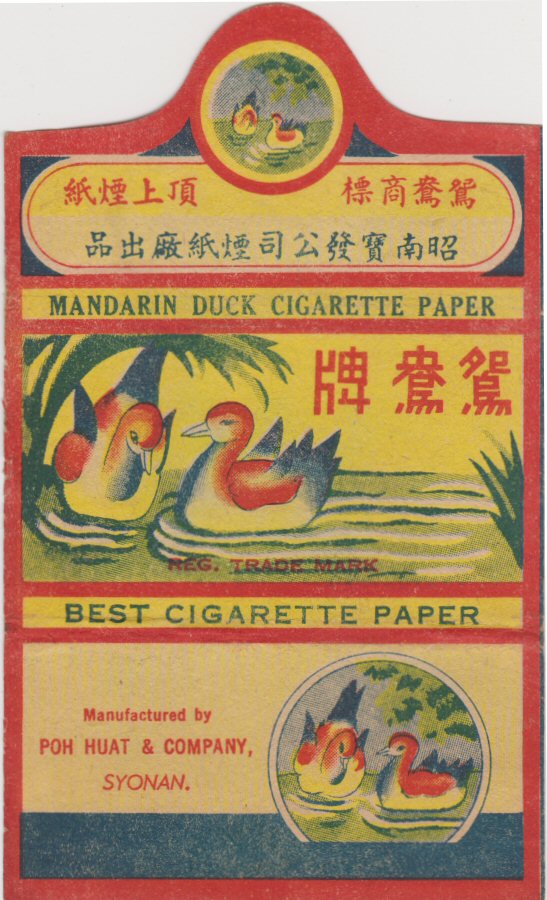 鴛鴦商標 頂上煙紙
昭南寶發公司煙紙廠出品
MANDARIN DUCK CIGARETTE PAPER
鴛鴦牌
REG. TRADE MARK
BEST CIGARETTE PAPER
Manufactured by
POH HUAT & COMPANY,
SYONAN.